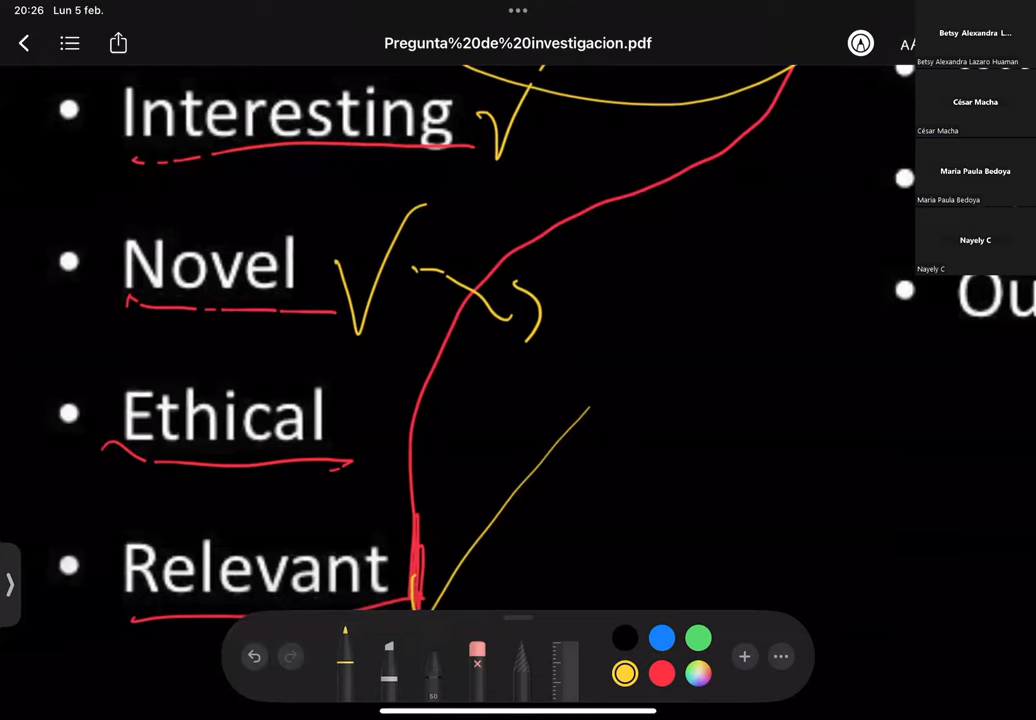 20:26 Lun 5 feb.
Pregunta%20de%20investigacion.pdf
Betsy Alexandra L...
Betsy Alexandra Lazaro Huaman
César Macha
César Macha
Maria Paula Bedoya
Maria Paula Bedoya
Nayely C
Nayely C
• Interesting
• Novel
• Ethical
• Relevant
• Ou
50